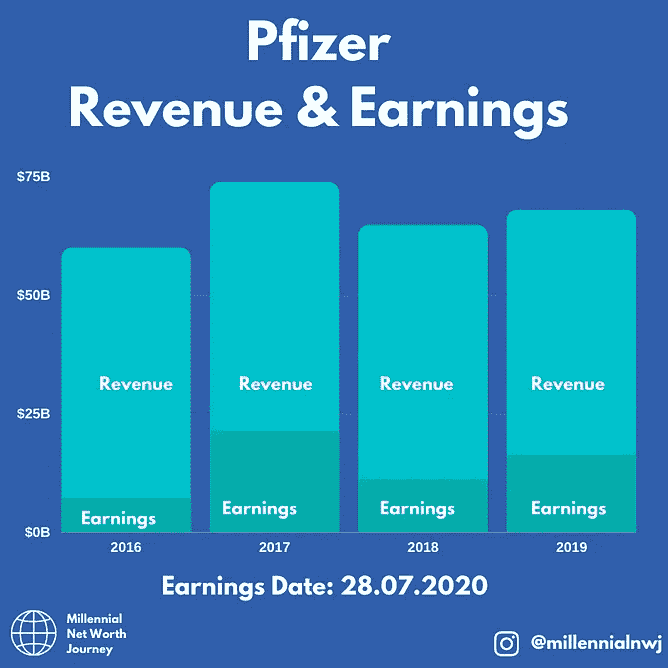 Pfizer
Revenue & Earnings
$75B
$50B
$25B
$0B
Revenue
Revenue
Revenue
Revenue
Earnings
Earnings
Earnings
Earnings
2016
2017
2018
2019
Earnings Date: 28.07.2020
Millennial
Net Worth
Journey
@millennialnwj